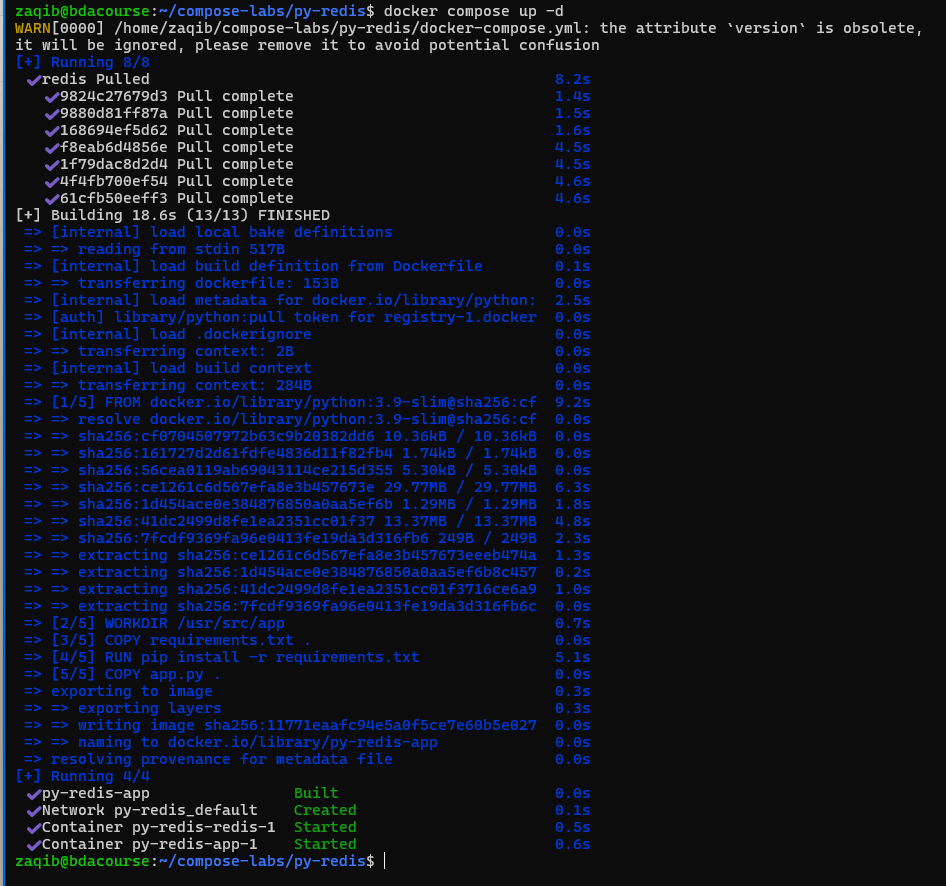 zaqib@bdacourse:~/compose-labs/py-redis$ docker compose up -d
WARN[0000] /home/zaqib/compose-labs/py-redis/docker-compose.yml: the attribute `version` is obsolete,
it will be ignored, please remove it to avoid potential confusion
[+] Running 8/8
✔redis Pulled 8.2s
✔9824c27679d3 Pull complete 1.4s
✔9880d81ff87a Pull complete 1.5s
✔168694ef5d62 Pull complete 1.6s
✔f8eab6d4856e Pull complete 4.5s
✔1f79dac8d2d4 Pull complete 4.5s
✔4f4fb700ef54 Pull complete 4.6s
✔61cfb50eeff3 Pull complete 4.6s
[+] Building 18.6s (13/13) FINISHED
=> [internal] load local bake definitions 0.0s
=> => reading from stdin 517B 0.0s
=> [internal] load build definition from Dockerfile 0.1s
=> => transferring dockerfile: 153B 0.0s
=> [internal] load metadata for docker.io/library/python: 2.5s
=> [auth] library/python:pull token for registry-1.docker 0.0s
=> [internal] load .dockerignore 0.0s
=> => transferring context: 2B 0.0s
=> [internal] load build context 0.0s
=> => transferring context: 284B 0.0s
=> [1/5] FROM docker.io/library/python:3.9-slim@sha256:cf 9.2s
=> => resolve docker.io/library/python:3.9-slim@sha256:cf 0.0s
=> => sha256:cf0704507972b63c9b20382dd6 10.36kB / 10.36kB 0.0s
=> => sha256:161727d2d61fdfe4836d11f82fb4 1.74kB / 1.74kB 0.0s
=> => sha256:56cea0119ab69043114ce215d355 5.30kB / 5.30kB 0.0s
=> => sha256:ce1261c6d567efa8e3b457673e 29.77MB / 29.77MB 6.3s
=> => sha256:1d454ace0e384876850a0aa5ef6b 1.29MB / 1.29MB 1.8s
=> => sha256:41dc2499d8fe1ea2351cc01f37 13.37MB / 13.37MB 4.8s
=> => sha256:7fcdf9369fa96e0413fe19da3d316fb6 249B / 249B 2.3s
=> => extracting sha256:ce1261c6d567efa8e3b457673eeeb474a 1.3s
=> => extracting sha256:1d454ace0e384876850a0aa5ef6b8c457 0.2s
=> => extracting sha256:41dc2499d8fe1ea2351cc01f3716ce6a9 1.0s
=> => extracting sha256:7fcdf9369fa96e0413fe19da3d316fb6c 0.0s
=> [2/5] WORKDIR /usr/src/app 0.7s
=> [3/5] COPY requirements.txt . 0.0s
=> [4/5] RUN pip install -r requirements.txt 5.1s
=> [5/5] COPY app.py . 0.0s
=> exporting to image 0.3s
=> => exporting layers 0.3s
=> => writing image sha256:11771eaafc94e5a0f5ce7e60b5e027 0.0s
=> => naming to docker.io/library/py-redis-app 0.0s
=> resolving provenance for metadata file 0.0s
[+] Running 4/4
✔py-redis-app Built 0.0s
✔Network py-redis_default Created 0.1s
✔Container py-redis-redis-1 Started 0.5s
✔Container py-redis-app-1 Started 0.6s
zaqib@bdacourse:~/compose-labs/py-redis$